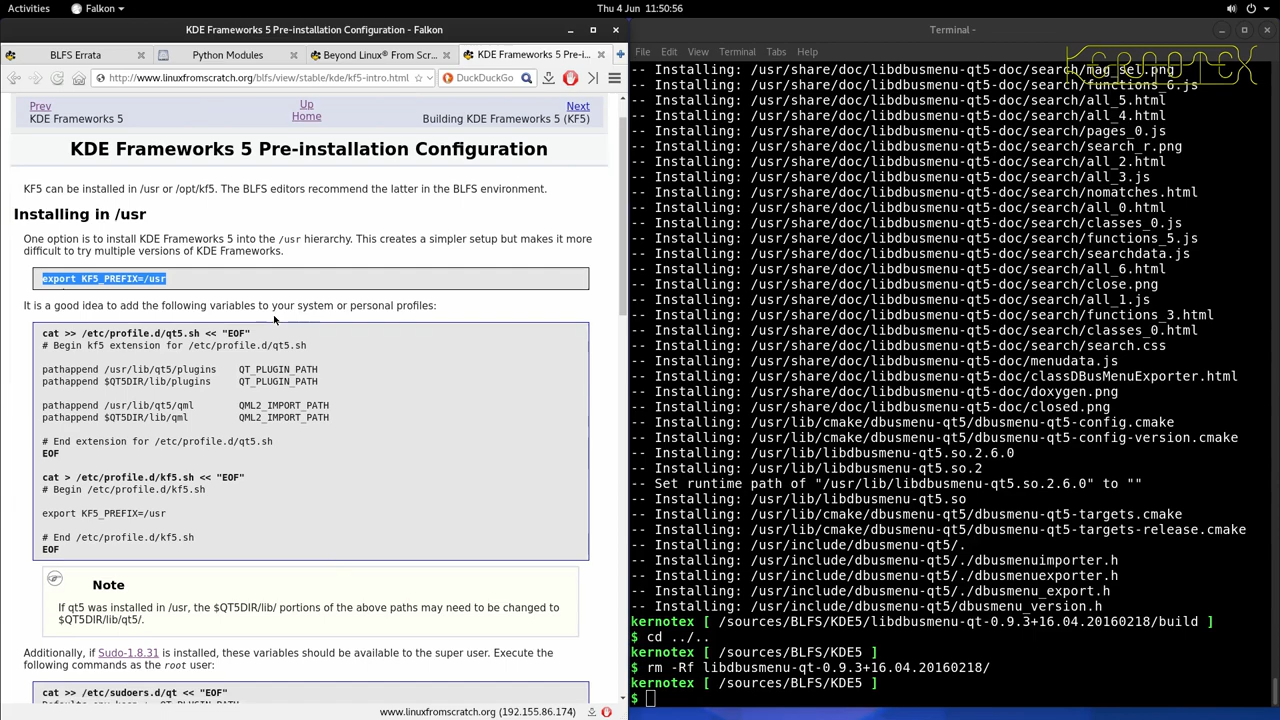 Activities
Falkon
Thu 4 Jun 11:50:56
KDE Frameworks 5 Pre-installation Configuration - Falkon
BLFS Errata
Python Modules
Beyond Linux® From Scr...
KDE Frameworks 5 Pre-i...
http://www.linuxfromscratch.org/blfs/view/stable/kde/kf5-intro.html
DuckDuckGo
Prev
KDE Frameworks 5
Up
Home
Next
Building KDE Frameworks 5 (KF5)
KDE Frameworks 5 Pre-installation Configuration
KF5 can be installed in /usr or /opt/kf5. The BLFS editors recommend the latter in the BLFS environment.
Installing in /usr
One option is to install KDE Frameworks 5 into the /usr hierarchy. This creates a simpler setup but makes it more
difficult to try multiple versions of KDE Frameworks.
export KF5_PREFIX=/usr
It is a good idea to add the following variables to your system or personal profiles:
cat >> /etc/profile.d/qt5.sh << "EOF"
# Begin kf5 extension for /etc/profile.d/qt5.sh
pathappend /usr/lib/qt5/plugins    QT_PLUGIN_PATH
pathappend $QT5DIR/lib/plugins    QT_PLUGIN_PATH
pathappend /usr/lib/qt5/qml    QML2_IMPORT_PATH
pathappend $QT5DIR/lib/qml    QML2_IMPORT_PATH
# End extension for /etc/profile.d/qt5.sh
EOF
cat > /etc/profile.d/kf5.sh << "EOF"
# Begin /etc/profile.d/kf5.sh
export KF5_PREFIX=/usr
# End /etc/profile.d/kf5.sh
EOF
Note
If qt5 was installed in /usr, the $QT5DIR/lib/ portions of the above paths may need to be changed to
$QT5DIR/lib/qt5/.
Additionally, if Sudo-1.8.31 is installed, these variables should be available to the super user. Execute the
following commands as the root user:
cat >> /etc/sudoers.d/qt << "EOF"
www.linuxfromscratch.org (192.155.86.174)
Terminal -
File Edit View Terminal Tabs Help
KERNOTEX
-- Installing: /usr/share/doc/libdbusmenu-qt5-doc/search/mag_sel.png
-- Installing: /usr/share/doc/libdbusmenu-qt5-doc/search/functions_6.js
-- Installing: /usr/share/doc/libdbusmenu-qt5-doc/search/all_5.html
-- Installing: /usr/share/doc/libdbusmenu-qt5-doc/search/all_4.html
-- Installing: /usr/share/doc/libdbusmenu-qt5-doc/search/pages_0.js
-- Installing: /usr/share/doc/libdbusmenu-qt5-doc/search/search_r.png
-- Installing: /usr/share/doc/libdbusmenu-qt5-doc/search/all_2.html
-- Installing: /usr/share/doc/libdbusmenu-qt5-doc/search/all_3.js
-- Installing: /usr/share/doc/libdbusmenu-qt5-doc/search/nomatches.html
-- Installing: /usr/share/doc/libdbusmenu-qt5-doc/search/all_0.html
-- Installing: /usr/share/doc/libdbusmenu-qt5-doc/search/classes_0.js
-- Installing: /usr/share/doc/libdbusmenu-qt5-doc/search/functions_5.js
-- Installing: /usr/share/doc/libdbusmenu-qt5-doc/search/searchdata.js
-- Installing: /usr/share/doc/libdbusmenu-qt5-doc/search/all_6.html
-- Installing: /usr/share/doc/libdbusmenu-qt5-doc/search/close.png
-- Installing: /usr/share/doc/libdbusmenu-qt5-doc/search/all_1.js
-- Installing: /usr/share/doc/libdbusmenu-qt5-doc/search/functions_3.html
-- Installing: /usr/share/doc/libdbusmenu-qt5-doc/search/classes_0.html
-- Installing: /usr/share/doc/libdbusmenu-qt5-doc/search/search.css
-- Installing: /usr/share/doc/libdbusmenu-qt5-doc/menudata.js
-- Installing: /usr/share/doc/libdbusmenu-qt5-doc/classDBusMenuExporter.html
-- Installing: /usr/share/doc/libdbusmenu-qt5-doc/doxygen.png
-- Installing: /usr/share/doc/libdbusmenu-qt5-doc/closed.png
-- Installing: /usr/lib/cmake/dbusmenu-qt5/dbusmenu-qt5-config.cmake
-- Installing: /usr/lib/cmake/dbusmenu-qt5/dbusmenu-qt5-config-version.cmake
-- Installing: /usr/lib/libdbusmenu-qt5.so.2.6.0
-- Installing: /usr/lib/libdbusmenu-qt5.so.2
-- Set runtime path of "/usr/lib/libdbusmenu-qt5.so.2.6.0" to ""
-- Installing: /usr/lib/libdbusmenu-qt5.so
-- Installing: /usr/lib/cmake/dbusmenu-qt5/dbusmenu-qt5-targets.cmake
-- Installing: /usr/lib/cmake/dbusmenu-qt5/dbusmenu-qt5-targets-release.cmake
-- Installing: /usr/include/dbusmenu-qt5/.
-- Installing: /usr/include/dbusmenu-qt5/./dbusmenuimporter.h
-- Installing: /usr/include/dbusmenu-qt5/./dbusmenuexporter.h
-- Installing: /usr/include/dbusmenu-qt5/./dbusmenu_export.h
-- Installing: /usr/include/dbusmenu-qt5/dbusmenu_version.h
kernotex [ /sources/BLFS/KDE5/libdbusmenu-qt-0.9.3+16.04.20160218/build ]
$ cd ../..
kernotex [ /sources/BLFS/KDE5 ]
$ rm -Rf libdbusmenu-qt-0.9.3+16.04.20160218/
kernotex [ /sources/BLFS/KDE5 ]
$